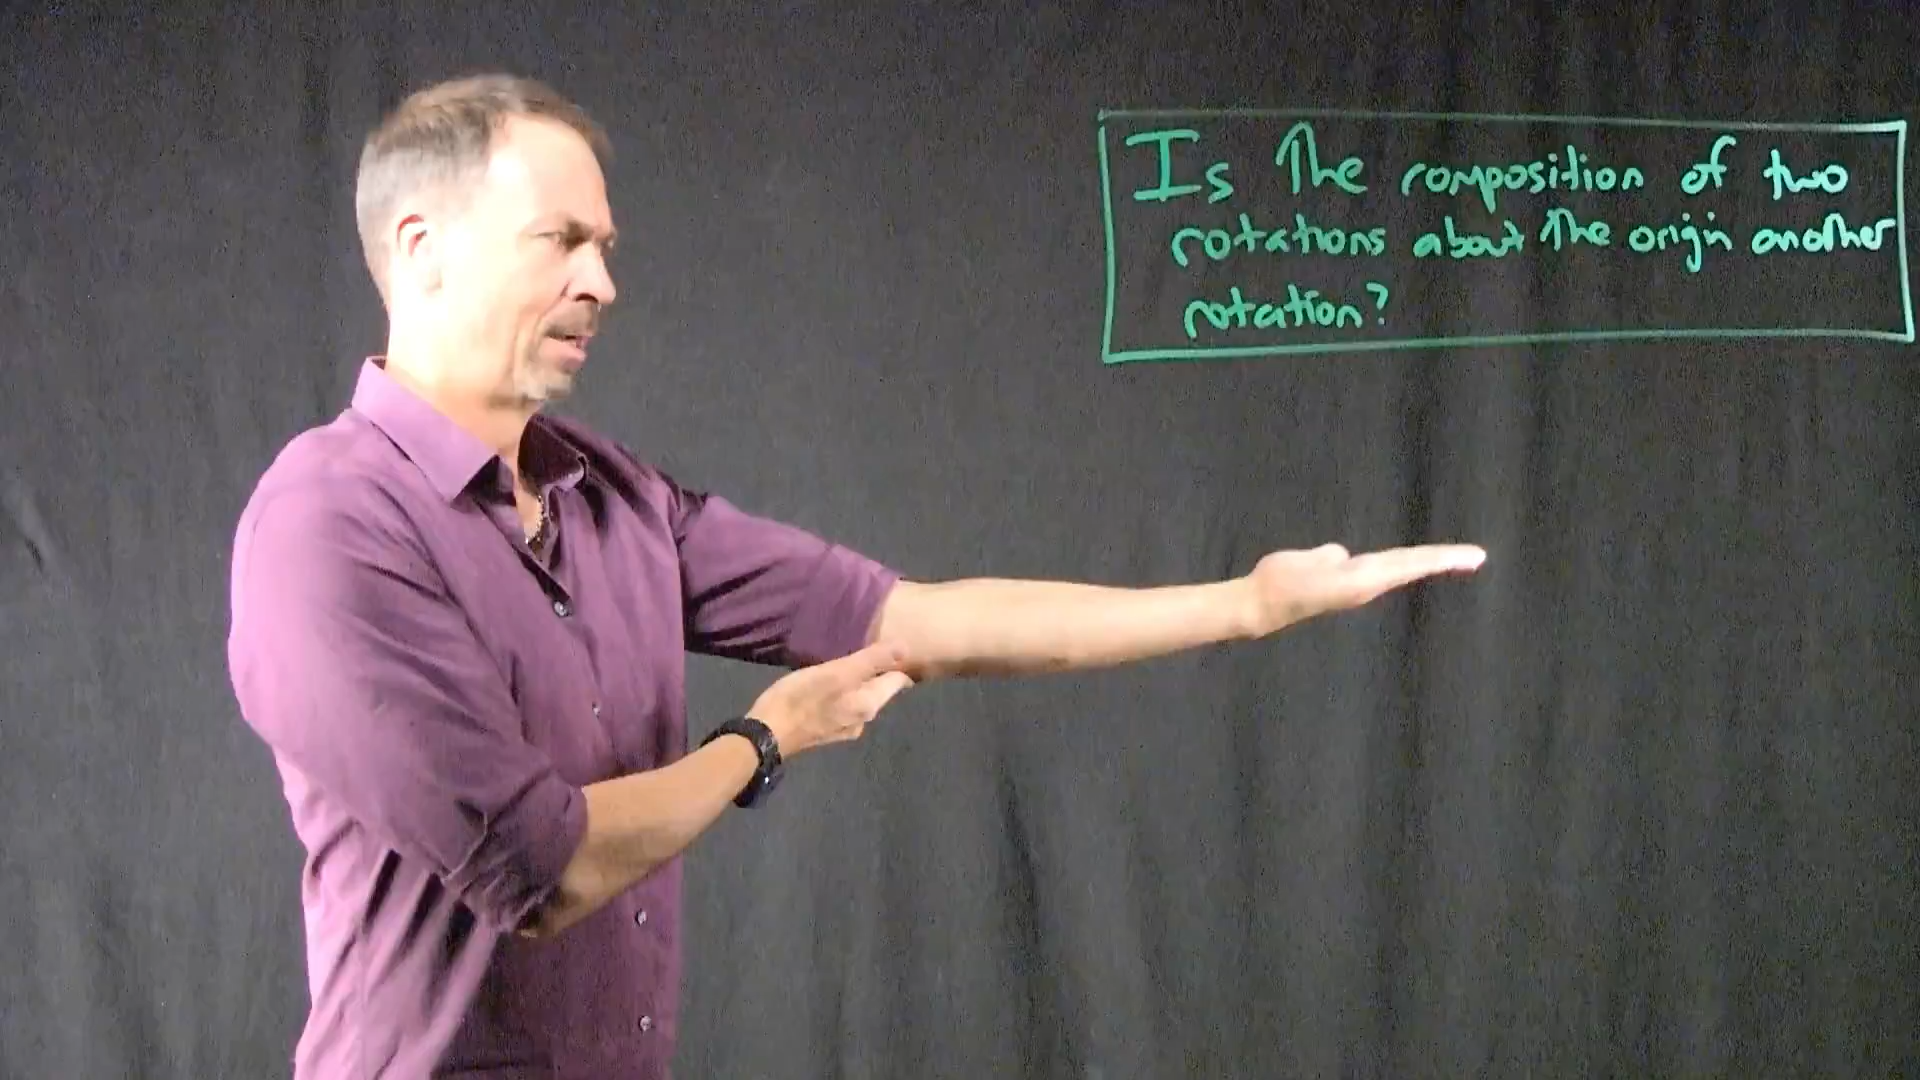 Is the composition of two
rotations about the origin another
rotation?